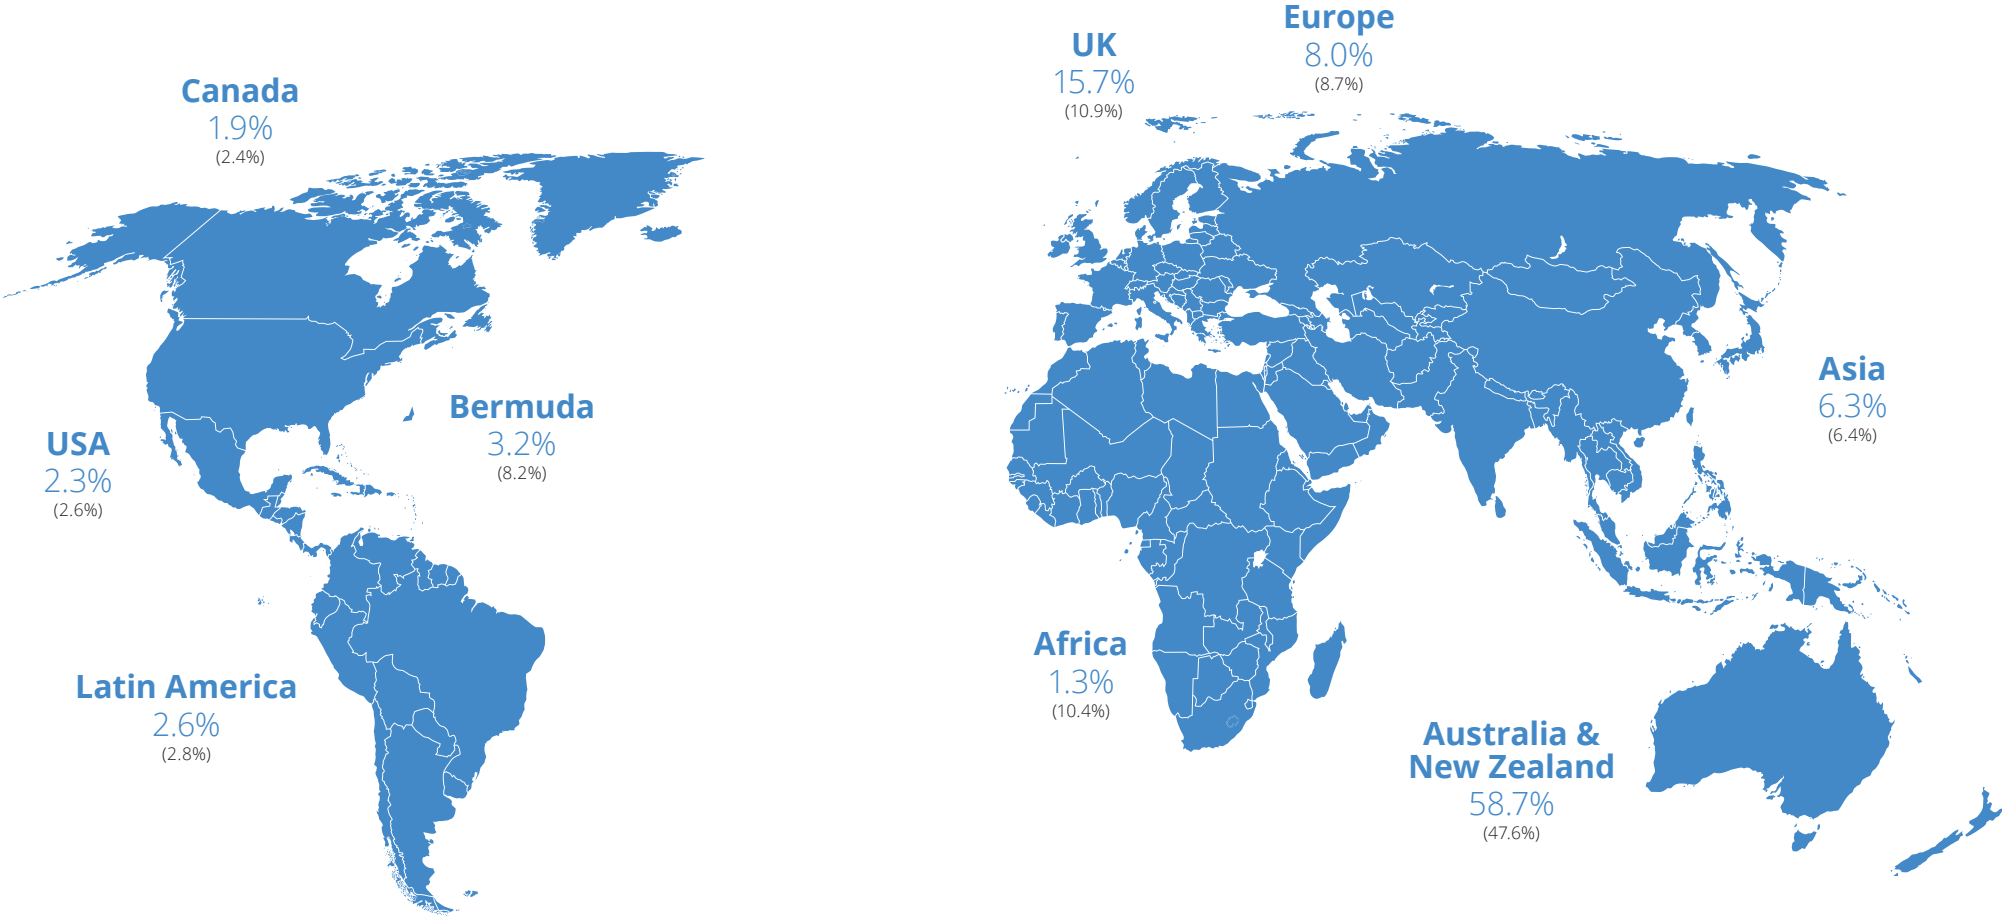 Canada
1.9%
(2.4%)
USA
2.3%
(2.6%)
Bermuda
3.2%
(8.2%)
Latin America
2.6%
(2.8%)
UK
15.7%
(10.9%)
Europe
8.0%
(8.7%)
Asia
6.3%
(6.4%)
Africa
1.3%
(10.4%)
Australia &
New Zealand
58.7%
(47.6%)